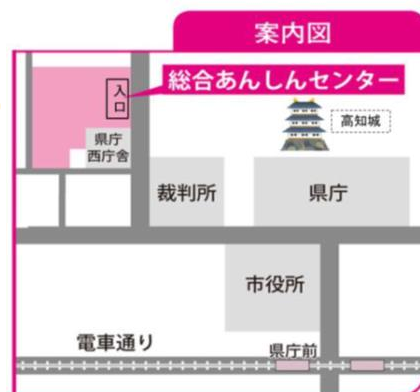 案内図
総合あんしんセンター
入口
高知城
県庁
西庁舎
裁判所
県庁
市役所
電車通り
県庁前